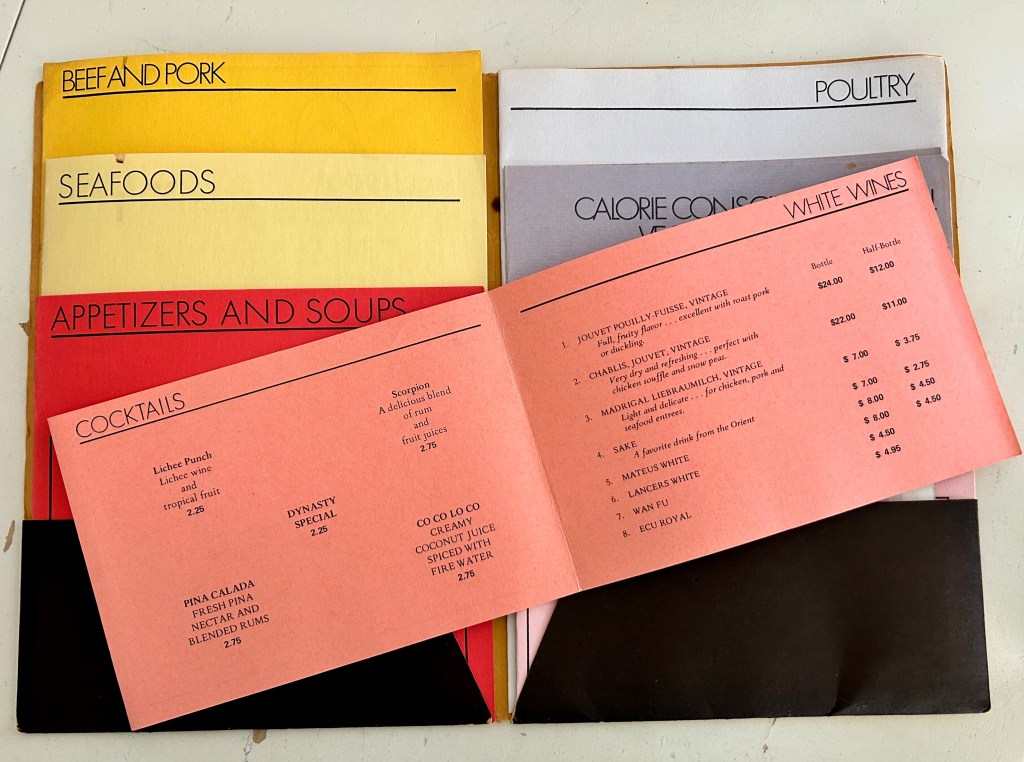 BEEF AND PORK
SEAFOODS
APPETIZERS AND SOUPS
POULTRY
CALORIE
COCKTAILS
Lichee Punch
Lichee wine
and
tropical fruit
2.25
Scorpion
A delicious blend
of rum
and
fruit juices
2.75
DYNASTY
SPECIAL
2.25
PINA CALADA
FRESH PINA
NECTAR AND
BLENDED RUMS
2.75
CO CO LO CO
CREAMY
COCONUT JUICE
SPICED WITH
FIRE WATER
2.75
WHITE WINES
Bottle Half-Bottle
1. JOUVET POUILLY-FUISSE, VINTAGE $24.00 $12.00
Full, fruity flavor . . . excellent with roast pork
or duckling.
2. CHABLIS, JOUVET, VINTAGE $22.00 $11.00
Very dry and refreshing . . . perfect with
chicken souffle and snow peas.
3. MADRIGAL LIEBRAUMILCH, VINTAGE $ 7.00 $ 3.75
Light and delicate . . . for chicken, pork and
seafood entrees.
4. SAKE $ 7.00 $ 2.75
A favorite drink from the Orient
5. MATEUS WHITE $ 8.00 $ 4.50
6. LANCERS WHITE $ 8.00 $ 4.50
7. WAN FU $ 4.50
8. ECU ROYAL $ 4.95